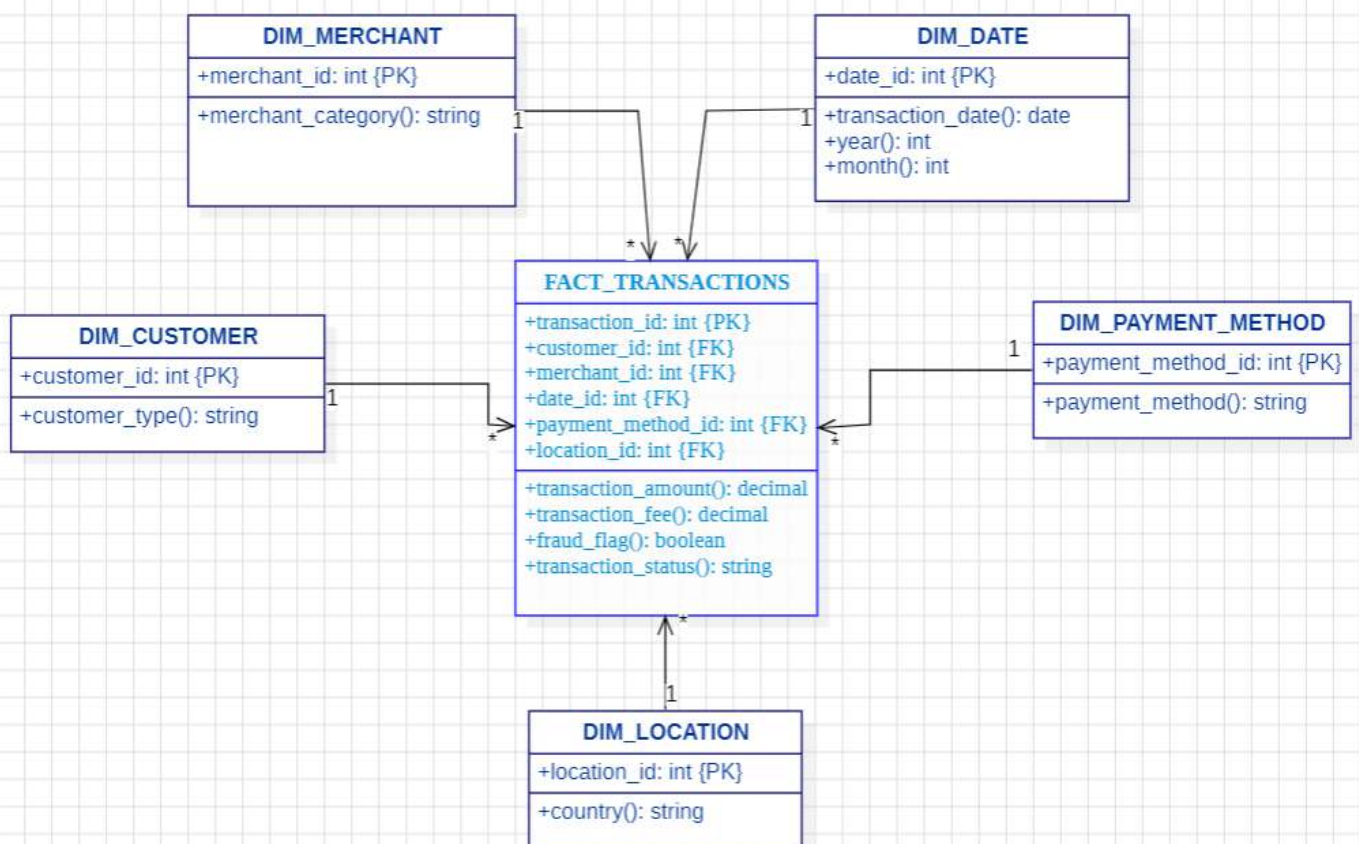 DIM_MERCHANT
+merchant_id: int {PK}
+merchant_category(): string
1
*
DIM_DATE
+date_id: int {PK}
+transaction_date(): date
+year(): int
+month(): int
1
*
DIM_CUSTOMER
+customer_id: int {PK}
+customer_type(): string
1
*
FACT_TRANSACTIONS
+transaction_id: int {PK}
+customer_id: int {FK}
+merchant_id: int {FK}
+date_id: int {FK}
+payment_method_id: int {FK}
+location_id: int {FK}
+transaction_amount(): decimal
+transaction_fee(): decimal
+fraud_flag(): boolean
+transaction_status(): string
DIM_PAYMENT_METHOD
+payment_method_id: int {PK}
+payment_method(): string
1
*
*
1
DIM_LOCATION
+location_id: int {PK}
+country(): string